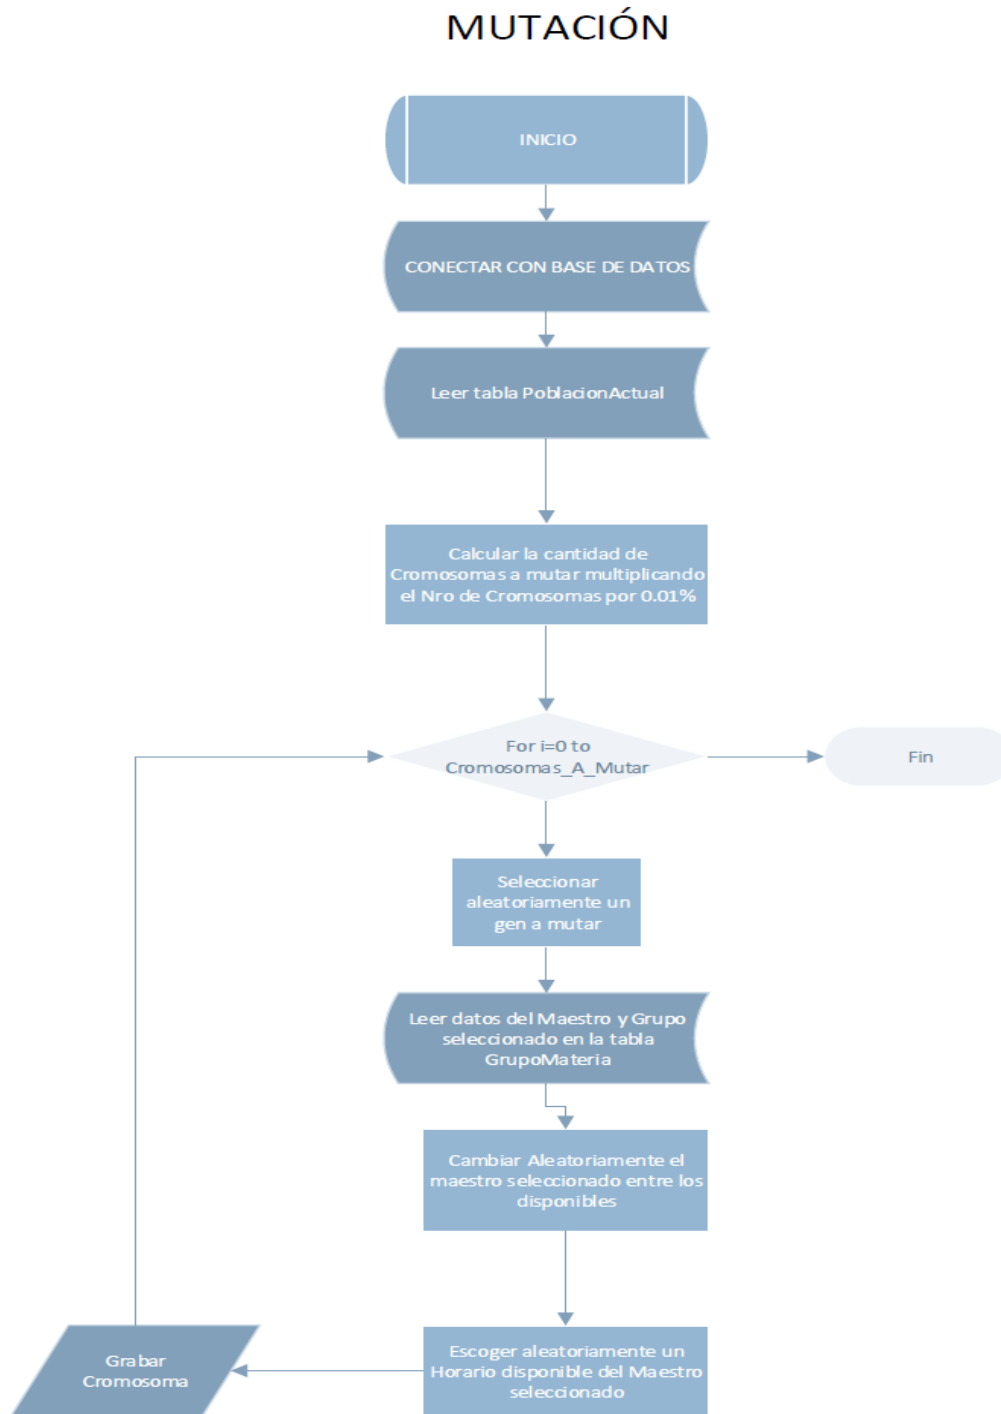 MUTACIÓN
INICIO
CONECTAR CON BASE DE DATOS
Leer tabla PoblacionActual
Calcular la cantidad de
Cromosomas a mutar multiplicando
el Nro de Cromosomas por 0.01%
For i=0 to
Cromosomas_A_Mutar
Fin
Seleccionar
aleatoriamente un
gen a mutar
Leer datos del Maestro y Grupo
seleccionado en la tabla
GrupoMateria
Cambiar Aleatoriamente el
maestro seleccionado entre los
disponibles
Escoger aleatoriamente un
Horario disponible del Maestro
seleccionado
Grabar
Cromosoma